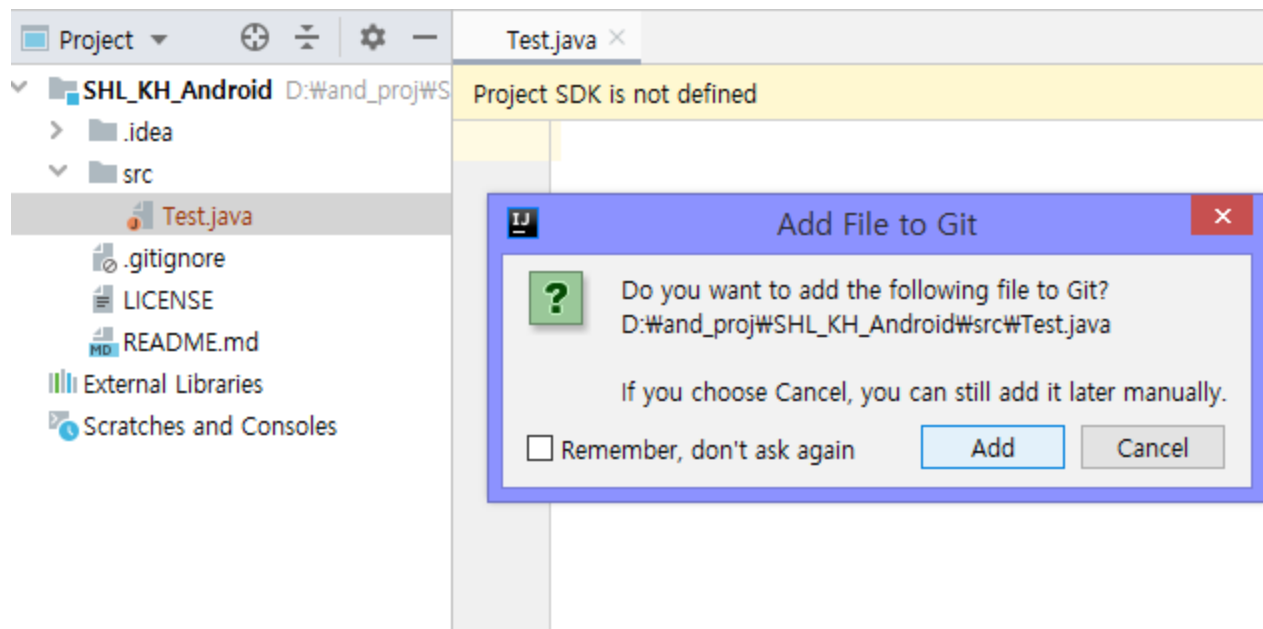 Project
Test.java
SHL_KH_Android D:₩and_proj₩S
Project SDK is not defined
.idea
src
Test.java
.gitignore
LICENSE
MD README.md
External Libraries
Scratches and Consoles
IJ Add File to Git
? Do you want to add the following file to Git?
D:₩and_proj₩SHL_KH_Android₩src₩Test.java
If you choose Cancel, you can still add it later manually.
Remember, don't ask again Add Cancel